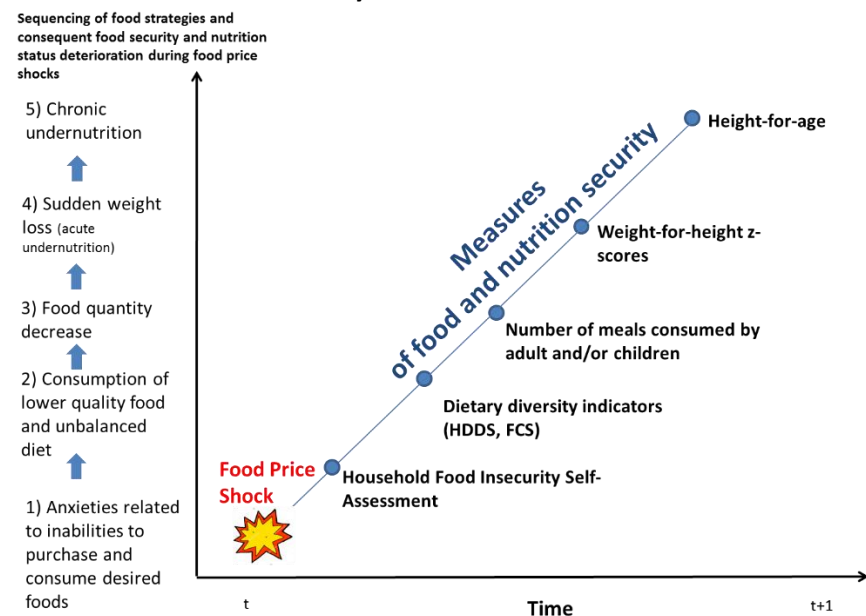 Sequencing of food strategies and
consequent food security and nutrition
status deterioration during food price
shocks
5) Chronic
undernutrition
4) Sudden weight
loss (acute
undernutrition)
3) Food quantity
decrease
2) Consumption of
lower quality food
and unbalanced
diet
1) Anxieties related
to inabilities to
purchase and
consume desired
foods
Measures
of food and nutrition security
Height-for-age
Weight-for-height z-
scores
Number of meals consumed by
adult and/or children
Dietary diversity indicators
(HDDS, FCS)
Household Food Insecurity Self-
Assessment
Food Price
Shock
t
Time
t+1